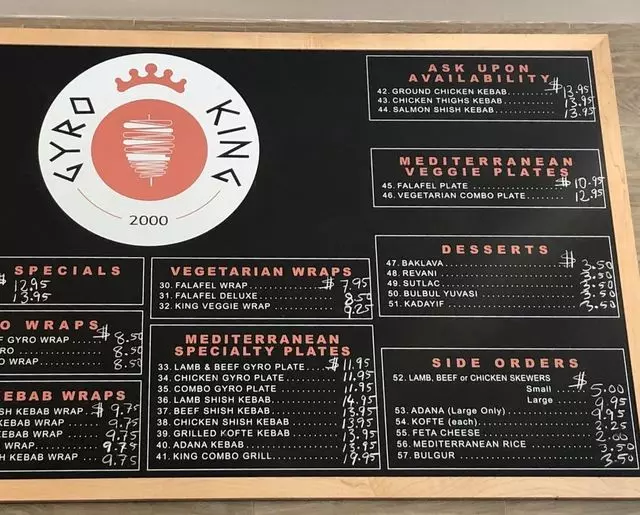 GYRO KING
2000
SPECIALS
$ 12.95
13.95
WRAPS
GYRO WRAP .... $ 8.50
8.50
8.50
KEBAB WRAPS
KEBAB WRAP. $ 9.75
KEBAB WRAP ..... 9.75
EBAB WRAP ....... 9.75
WRAP ............ 9.75
KEBAB WRAP .... 9.75
VEGETARIAN WRAPS
30. FALAFEL WRAP ............ $ 7.95
31. FALAFEL DELUXE ............ 8.50
32. KING VEGGIE WRAP ............ 9.25
MEDITERRANEAN
SPECIALTY PLATES
33. LAMB & BEEF GYRO PLATE .... $ 11.95
34. CHICKEN GYRO PLATE ............ 11.95
35. COMBO GYRO PLATE ............ 11.95
36. LAMB SHISH KEBAB ............ 14.95
37. BEEF SHISH KEBAB ............ 13.95
38. CHICKEN SHISH KEBAB ......... 13.95
39. GRILLED KOFTE KEBAB ......... 13.95
40. ADANA KEBAB ............ 13.95
41. KING COMBO GRILL ............ 19.95
ASK UPON
AVAILABILITY
42. GROUND CHICKEN KEBAB ......... $ 13.95
43. CHICKEN THIGHS KEBAB ......... 13.95
44. SALMON SHISH KEBAB ............ 13.95
MEDITERRANEAN
VEGGIE PLATES
45. FALAFEL PLATE ............ $ 10.95
46. VEGETARIAN COMBO PLATE ...... 12.95
DESSERTS
47. BAKLAVA ............ $ 3.50
48. REVANI ............ 3.50
49. SUTLAC ............ 3.50
50. BULBUL YUVASI ............ 3.50
51. KADAYIF ............ 3.50
SIDE ORDERS
52. LAMB, BEEF or CHICKEN SKEWERS $
Small ...... 5.00
Large ...... 9.95
53. ADANA (Large Only) ............ 9.95
54. KOFTE (each) ............ 2.25
55. FETA CHEESE ............ 2.00
56. MEDITERRANEAN RICE ............ 3.50
57. BULGUR ............ 3.50